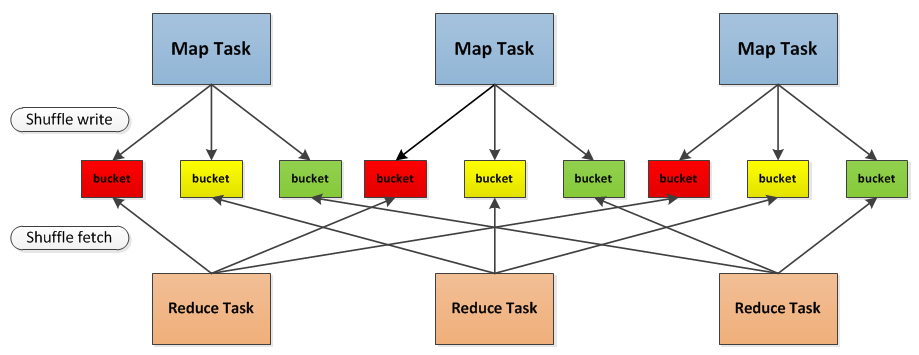 Map Task
Map Task
Map Task
Shuffle write
bucket
bucket
bucket
bucket
bucket
bucket
bucket
bucket
bucket
Shuffle fetch
Reduce Task
Reduce Task
Reduce Task